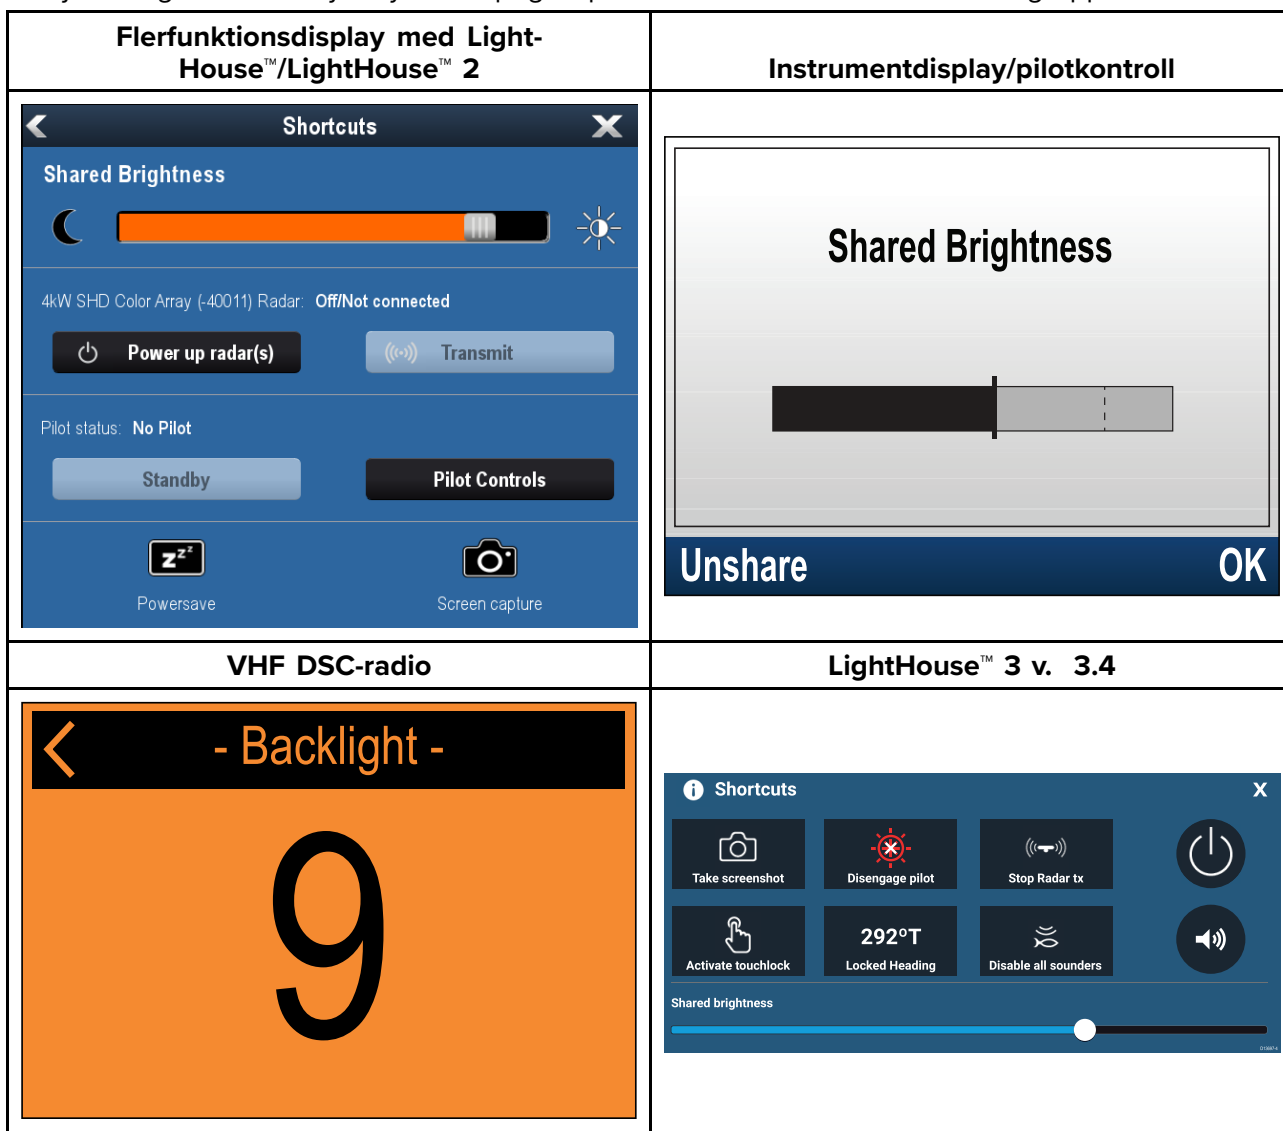 Flerfunktionsdisplay med Light-
House™/LightHouse™ 2
Instrumentdisplay/pilotkontroll
Shortcuts
Shared Brightness
4kW SHD Color Array (-40011) Radar: Off/Not connected
Power up radar(s)
Transmit
Pilot status: No Pilot
Standby
Pilot Controls
zzz
Powersave
Screen capture
Shared Brightness
Unshare
OK
VHF DSC-radio
LightHouse™ 3 v. 3.4
- Backlight -
9
Shortcuts
X
Take screenshot
Disengage pilot
Stop Radar tx
Activate touchlock
292°T
Locked Heading
Disable all sounders
Shared brightness